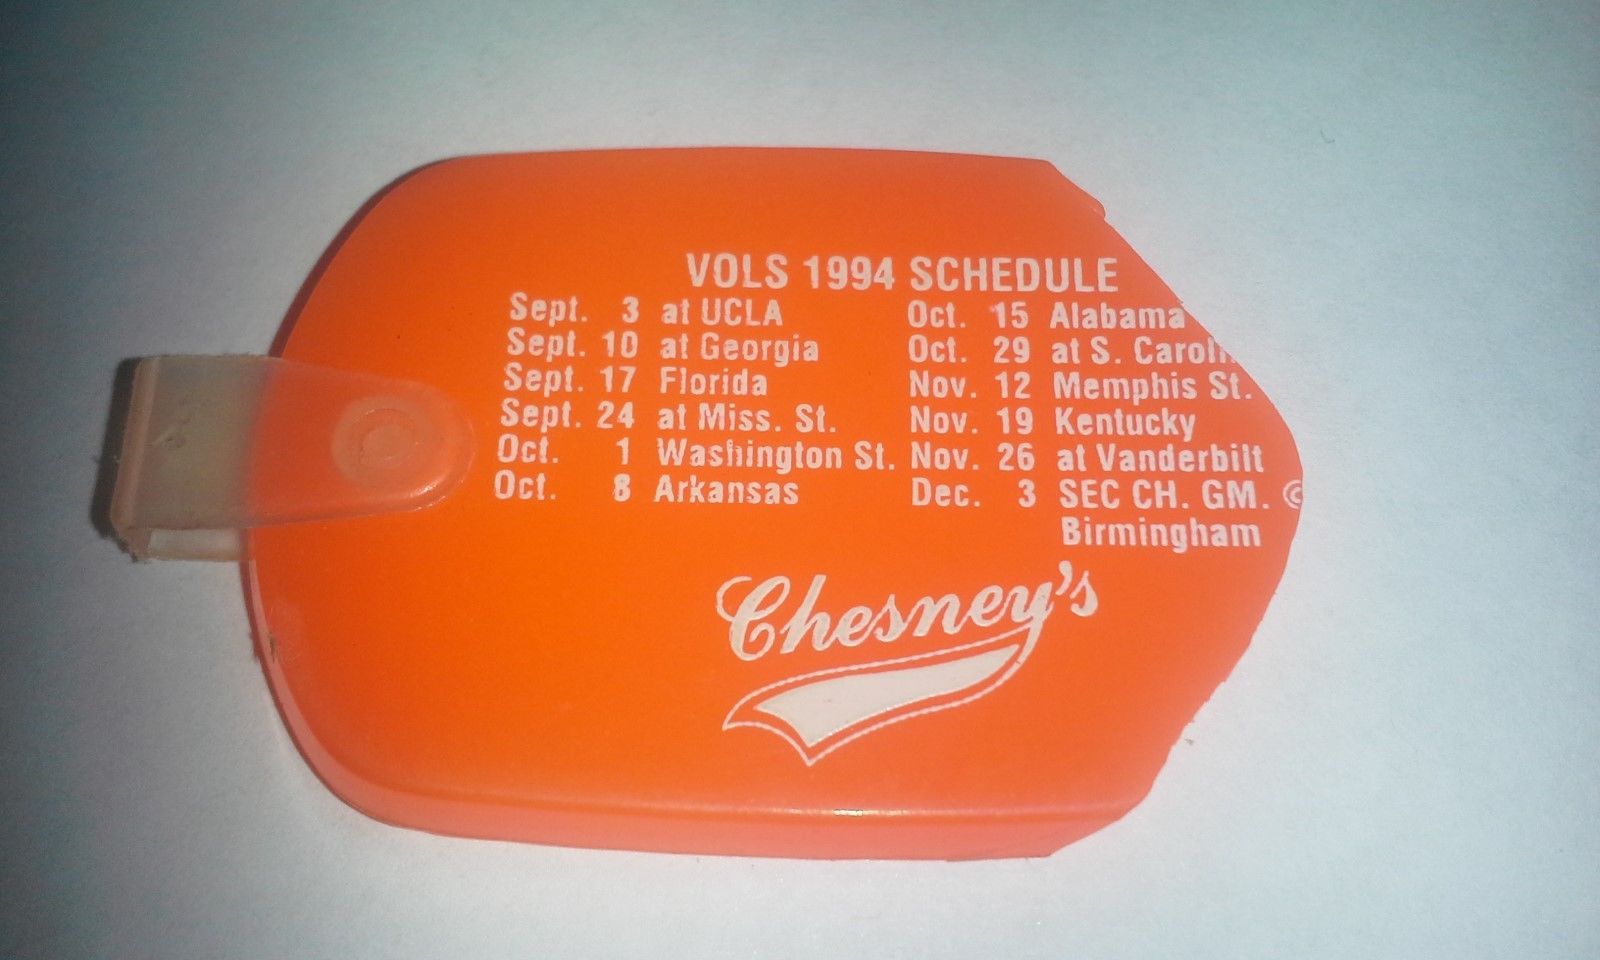 VOLS 1994 SCHEDULE
Sept. 3 at UCLA
Sept. 10 at Georgia
Sept. 17 Florida
Sept. 24 at Miss. St.
Oct. 1 Washington St.
Oct. 8 Arkansas
Oct. 15 Alabama
Oct. 29 at S.
Nov. 12 Memphis St.
Nov. 19 Kentucky
Nov. 26 at Vanderbilt
Dec. 3 SEC CH. GM. ©
Birmingham
Chesney's